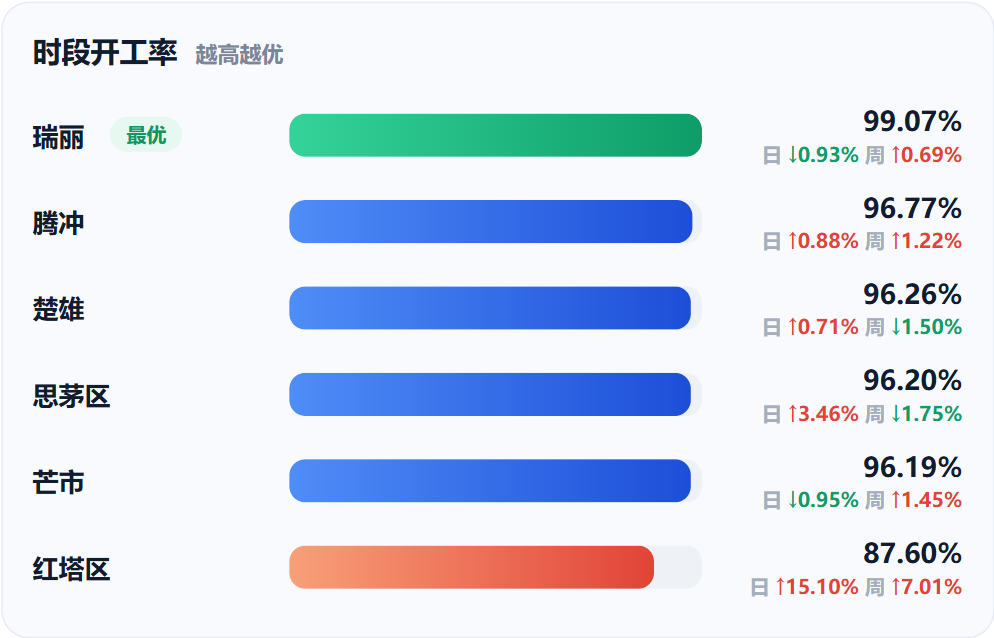 时段开工率 越高越优
瑞丽 最优 99.07%
日 ↓0.93% 周 ↑0.69%
腾冲 96.77%
日 ↑0.88% 周 ↑1.22%
楚雄 96.26%
日 ↑0.71% 周 ↓1.50%
思茅区 96.20%
日 ↑3.46% 周 ↓1.75%
芒市 96.19%
日 ↓0.95% 周 ↑1.45%
红塔区 87.60%
日 ↑15.10% 周 ↑7.01%